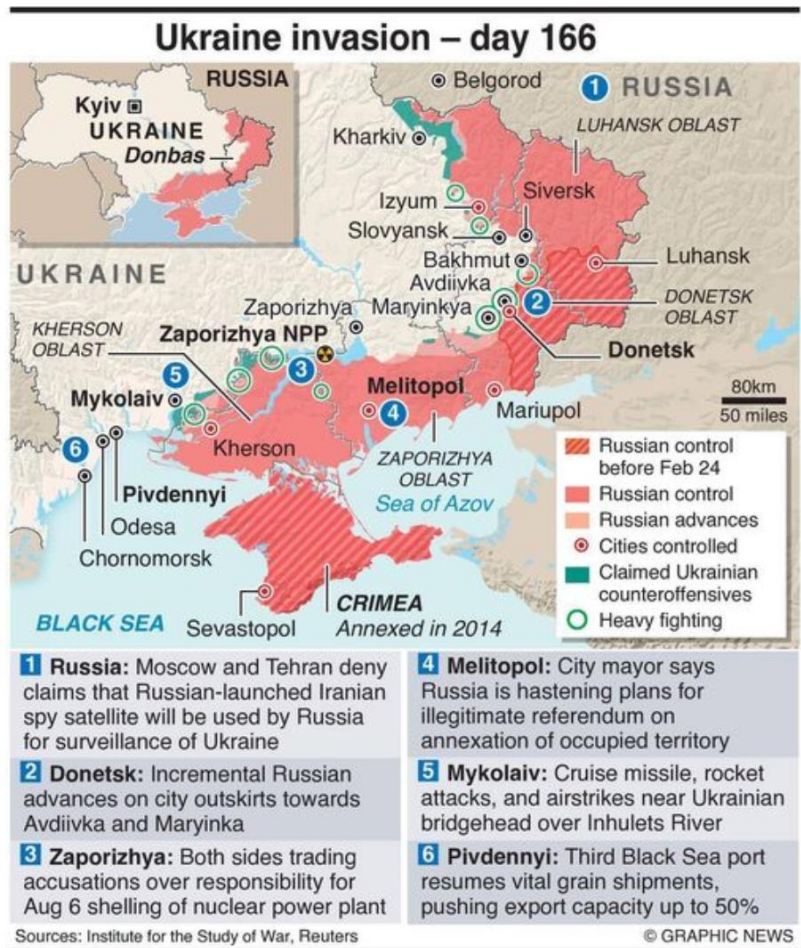 Ukraine invasion – day 166
RUSSIA
Kyiv
UKRAINE
Donbas
Belgorod
1 RUSSIA
LUHANSK OBLAST
Kharkiv
Izyum
Siversk
Slovyansk
Bakhmut
Luhansk
Avdiivka
UKRAINE
Zaporizhya
Maryinkya
2
DONETSK
OBLAST
KHERSON
OBLAST
Zaporizhya NPP
Donetsk
3
5
Mykolaiv
Melitopol
4
Mariupol
80km
50 miles
6
Kherson
ZAPORIZHYA
OBLAST
Sea of Azov
Pivdennyi
Odesa
Chornomorsk
Russian control
before Feb 24
Russian control
Russian advances
Cities controlled
Claimed Ukrainian
counteroffensives
Heavy fighting
BLACK SEA
Sevastopol
CRIMEA
Annexed in 2014
1 Russia: Moscow and Tehran deny
claims that Russian-launched Iranian
spy satellite will be used by Russia
for surveillance of Ukraine
2 Donetsk: Incremental Russian
advances on city outskirts towards
Avdiivka and Maryinka
3 Zaporizhya: Both sides trading
accusations over responsibility for
Aug 6 shelling of nuclear power plant
4 Melitopol: City mayor says
Russia is hastening plans for
illegitimate referendum on
annexation of occupied territory
5 Mykolaiv: Cruise missile, rocket
attacks, and airstrikes near Ukrainian
bridgehead over Inhulets River
6 Pivdennyi: Third Black Sea port
resumes vital grain shipments,
pushing export capacity up to 50%
Sources: Institute for the Study of War, Reuters
© GRAPHIC NEWS